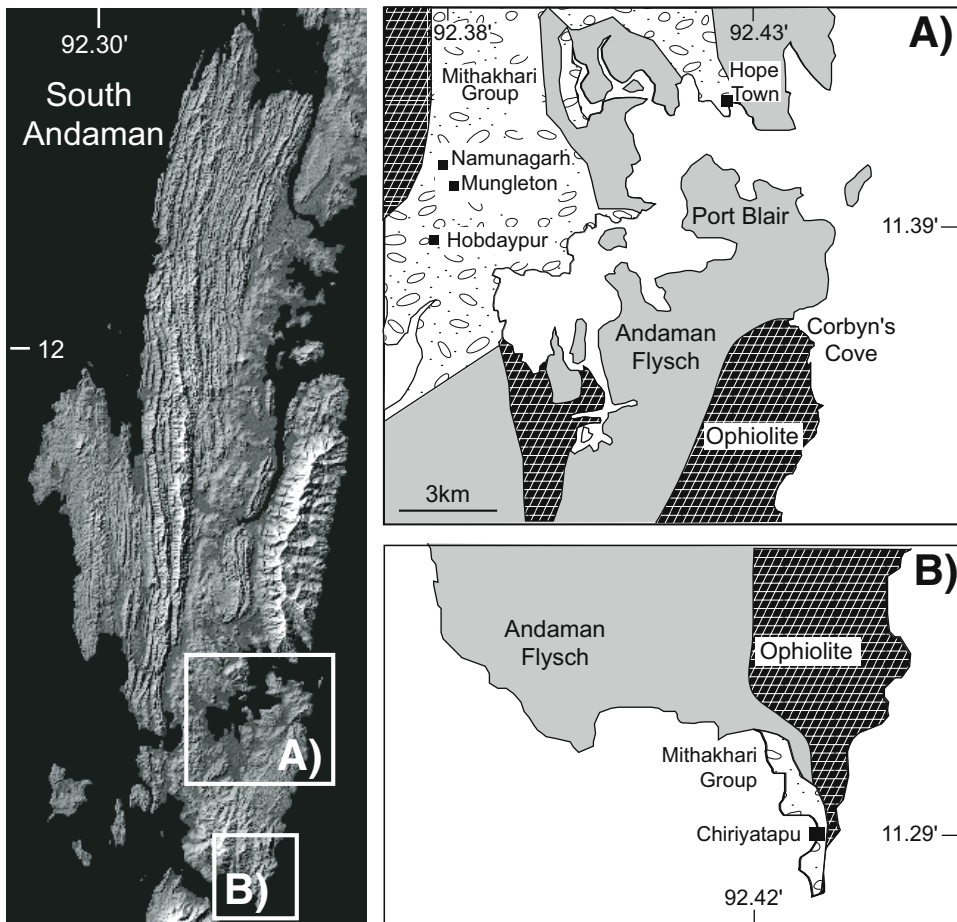 92.30'
South
Andaman
12
A)
B)
92.38'
92.43'
A)
Mithakhari
Group
Hope
Town
Namunagarh
Mungleton
Port Blair
11.39'
Hobdaypur
Andaman
Flysch
Corbyn's
Cove
Ophiolite
3km
B)
Andaman
Flysch
Ophiolite
Mithakhari
Group
Chiriyatapu
11.29'
92.42'